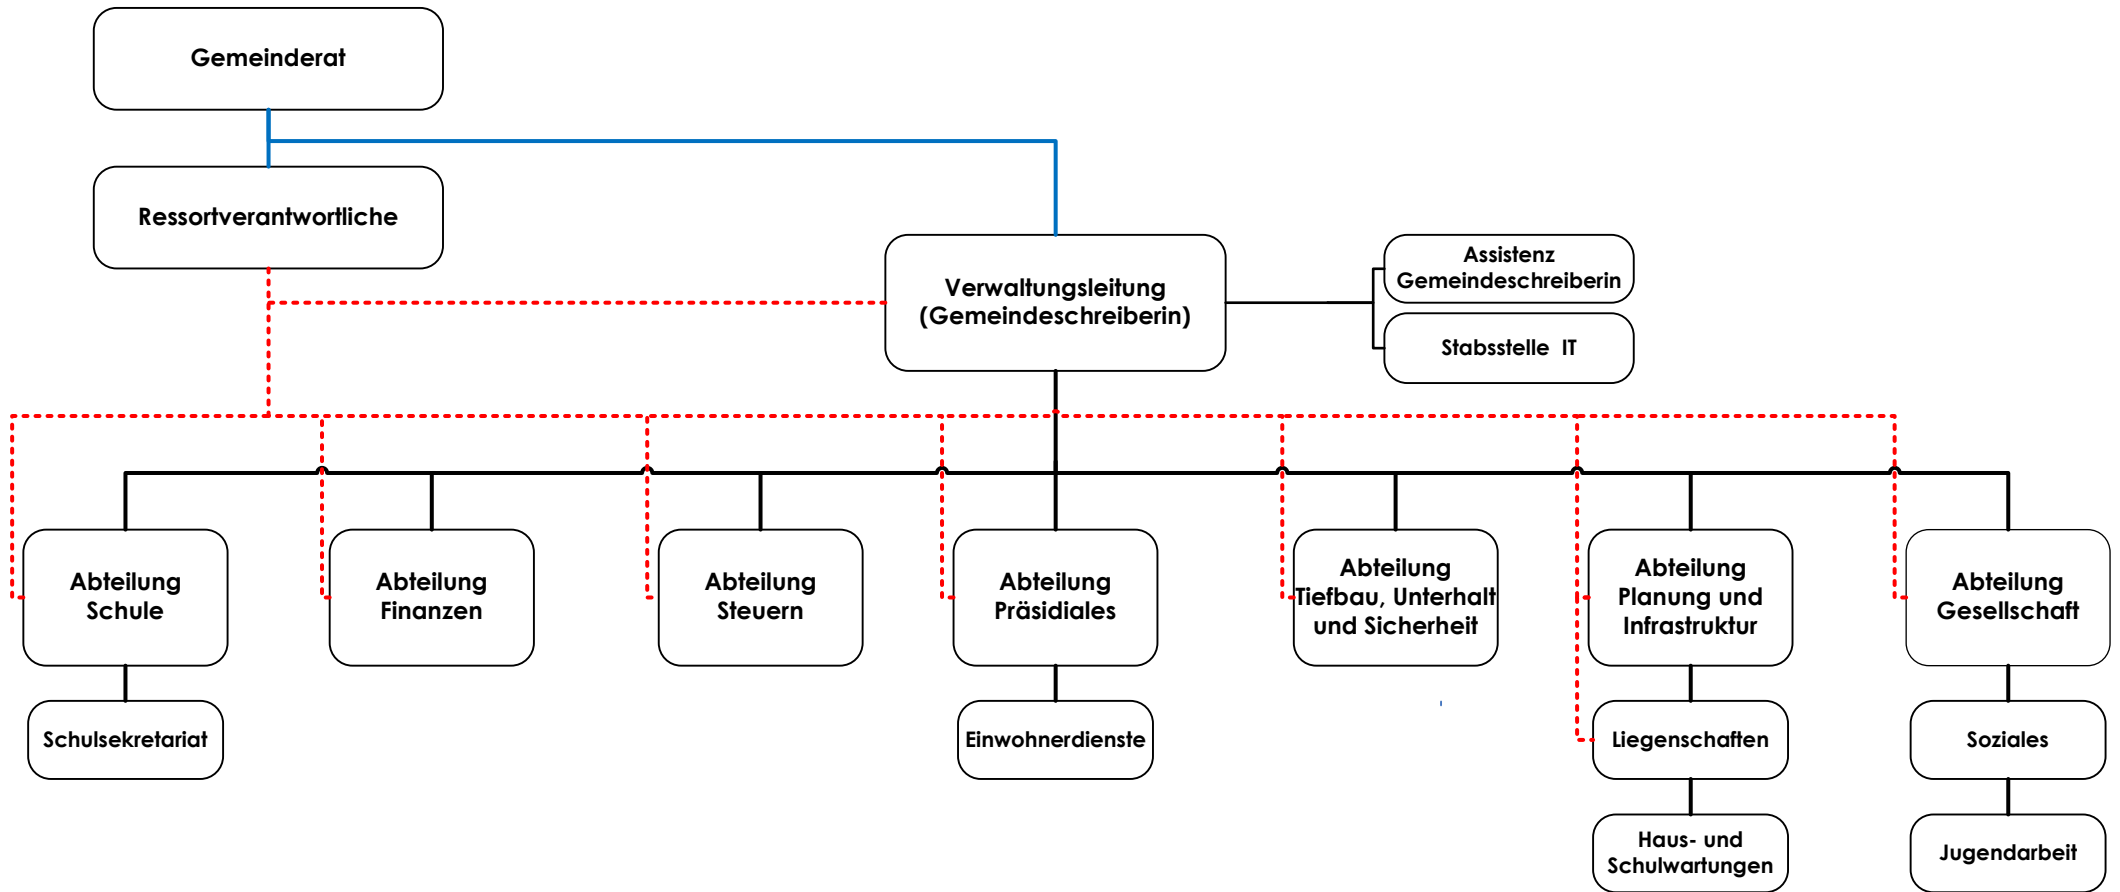 Gemeinderat
Ressortverantwortliche
Verwaltungsleitung
(Gemeindeschreiberin)
Assistenz
Gemeindeschreiberin
Stabsstelle IT
Abteilung
Schule
Abteilung
Finanzen
Abteilung
Steuern
Abteilung
Präsidiales
Abteilung
Tiefbau, Unterhalt
und Sicherheit
Abteilung
Planung und
Infrastruktur
Abteilung
Gesellschaft
Schulsekretariat
Einwohnerdienste
Liegenschaften
Soziales
Haus- und
Schulwartungen
Jugendarbeit